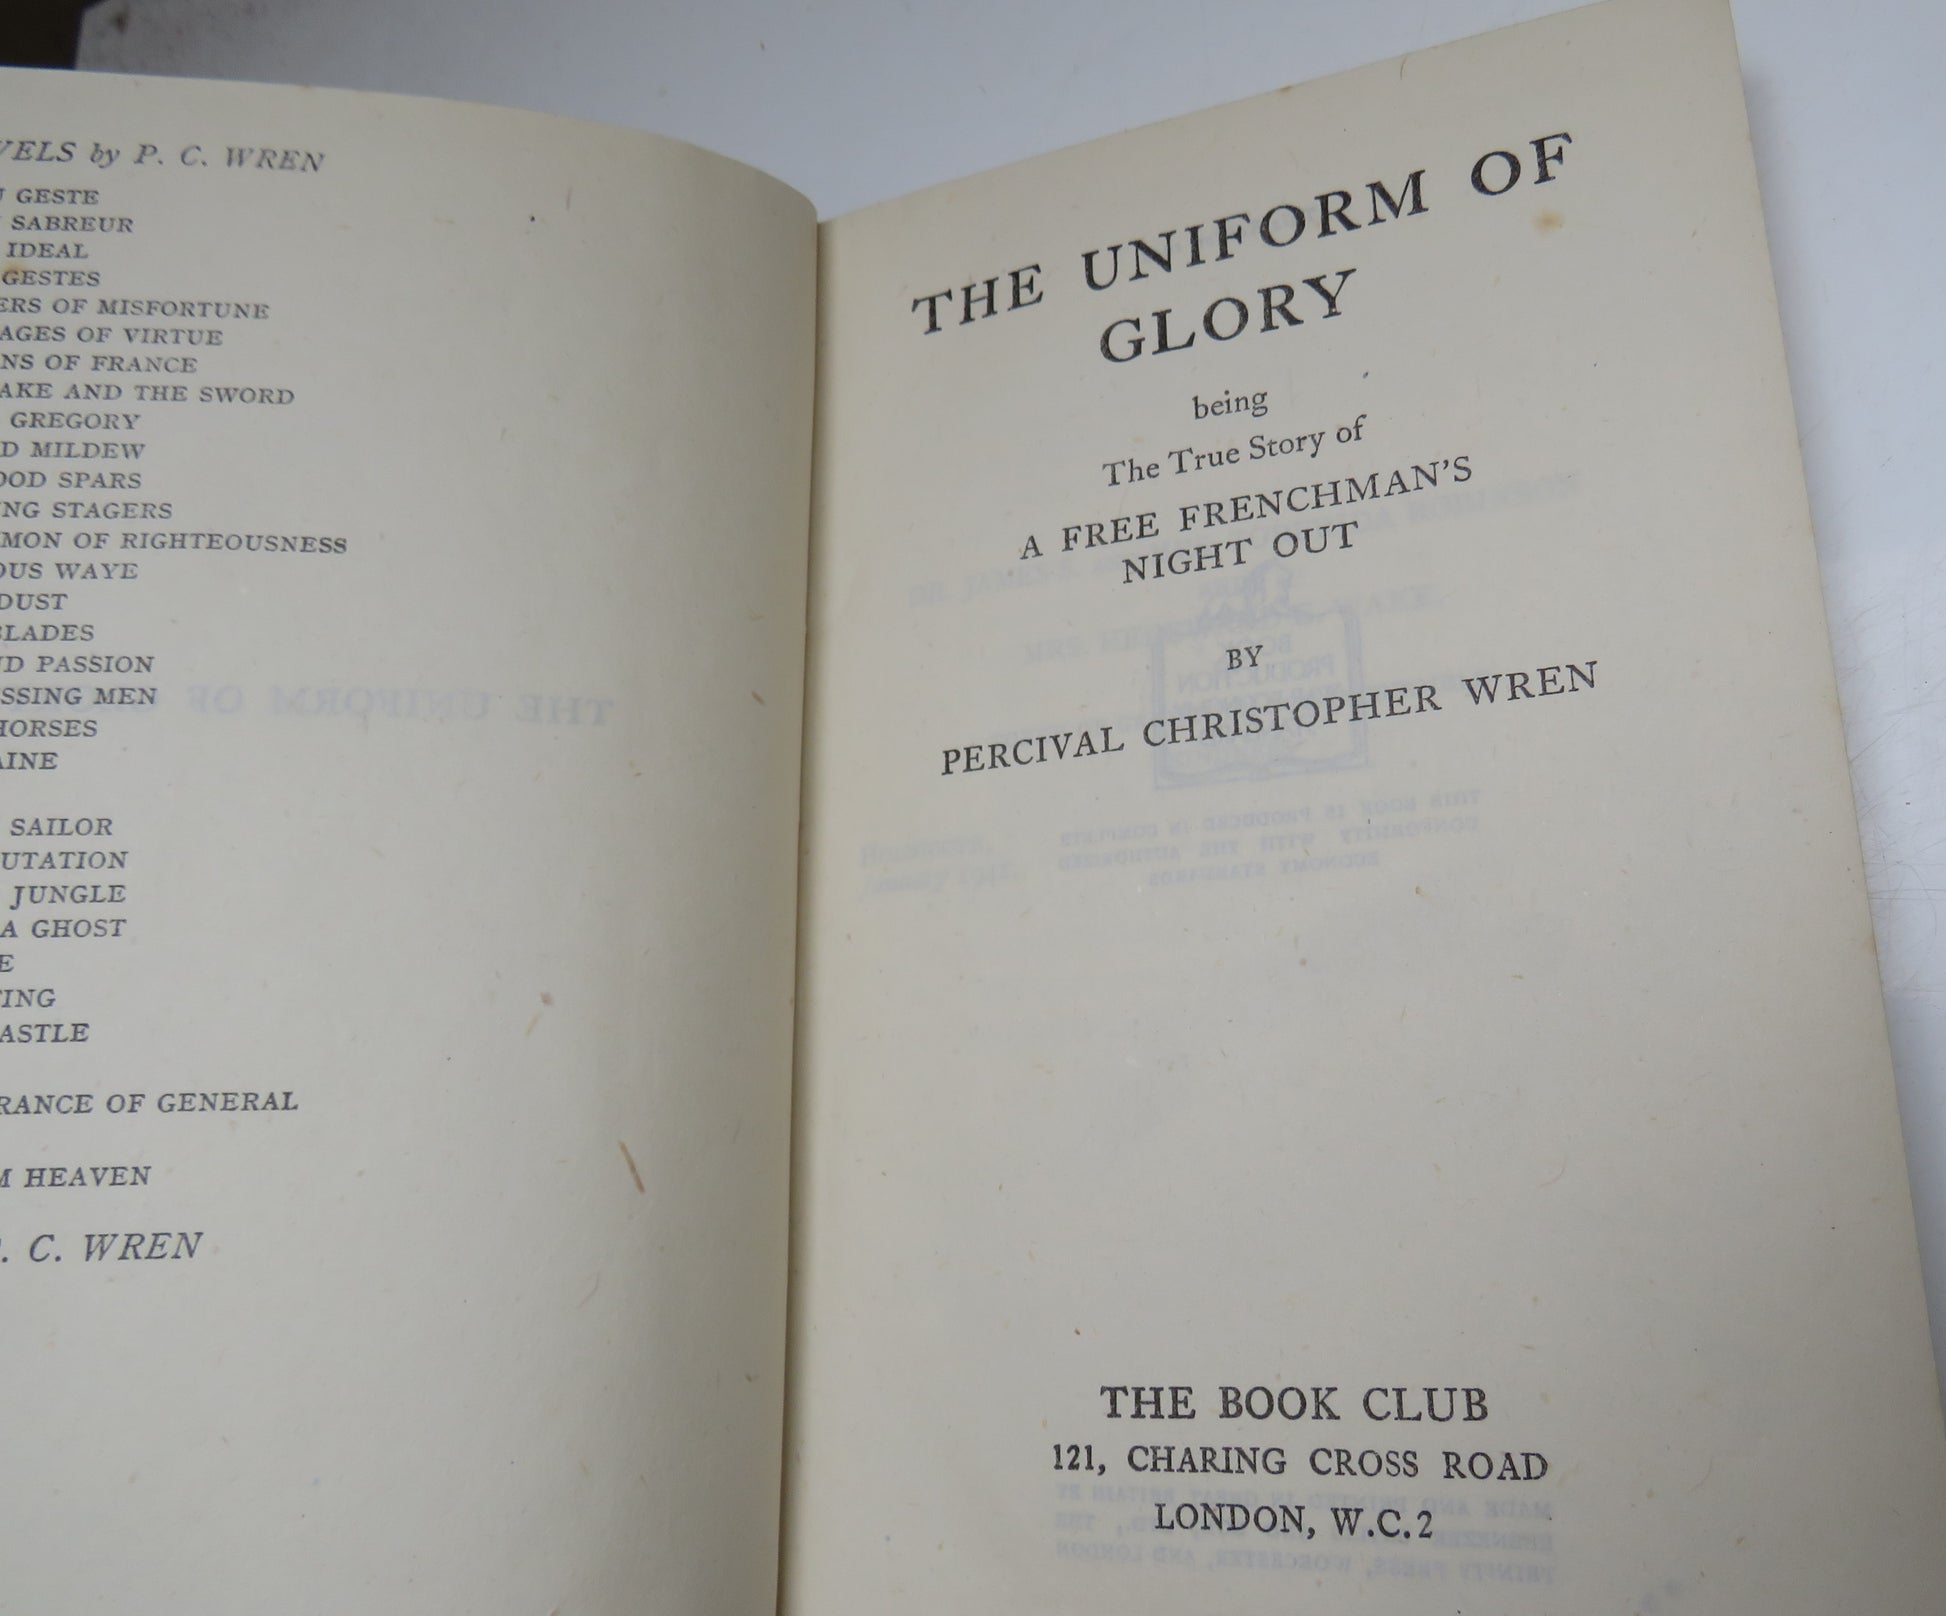 VELS by P. C. WREN
GESTE
SABREUR
IDEAL
GESTES
ERS OF MISFORTUNE
AGES OF VIRTUE
NS OF FRANCE
AKE AND THE SWORD
GREGORY
D MILDEW
OOD SPARS
NG STAGERS
MON OF RIGHTEOUSNESS
OUS WAYE
DUST
BLADES
ND PASSION
SSING MEN
HORSES
AINE
SAILOR
UTATION
JUNGLE
A GHOST
E
TING
ASTLE
RANCE OF GENERAL
M HEAVEN
. C. WREN
THE UNIFORM OF
GLORY
being
The True Story of
A FREE FRENCHMAN'S
NIGHT OUT
BY
PERCIVAL CHRISTOPHER WREN
THE BOOK CLUB
121, CHARING CROSS ROAD
LONDON, W.C.2